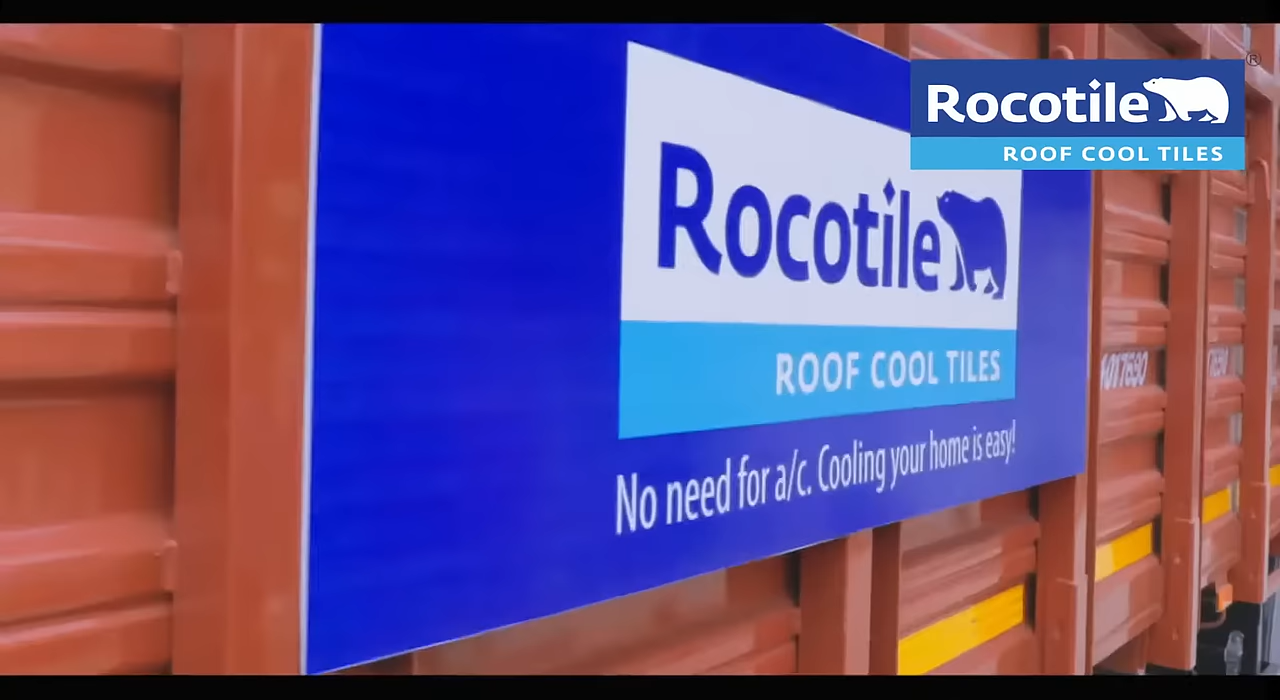 Rocotile
ROOF COOL TILES
No need for a/c. Cooling your home is easy!
Rocotile ®
ROOF COOL TILES